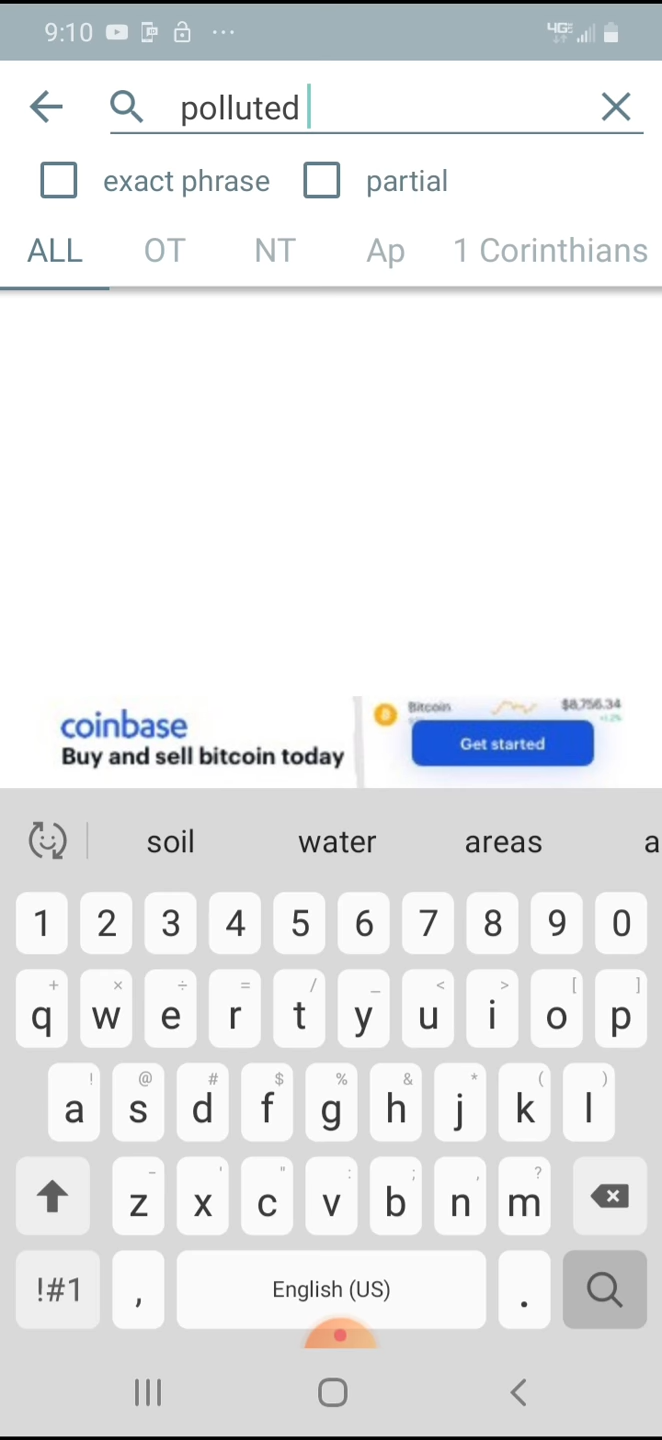 9:10 ... 4GE
polluted
exact phrase partial
ALL OT NT Ap 1 Corinthians
coinbase
Buy and sell bitcoin today
Bitcoin $8,756.34
Get started
soil water areas a
1 2 3 4 5 6 7 8 9 0
+ × ÷ = / _ < > [ ]
q w e r t y u i o p
! @ # $ % & * ( )
a s d f g h j k l
- ' " : ; , ?
z x c v b n m
!#1 , English (US) .